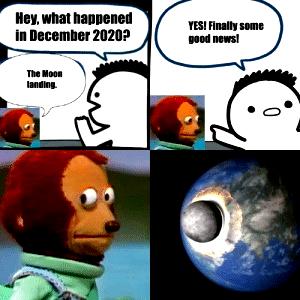 Hey, what happened
in December 2020?
The Moon
landing.
YES! Finally some
good news!